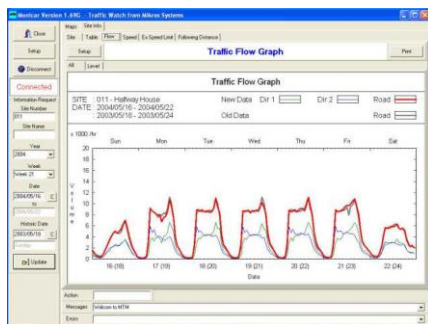 Monitcar Version 1.69G Traffic Watch from Mikros Systems
Close
Setup
Disconnect
Connected
Information Request
Site Number
011
Site Name
Year
2004
Week
Week 21
Date
2004/05/16 C
to
Historic Date
2003/05/18 C
Sunday
Update
Maps Site Info
Site Table Flow Speed Ex Speed Limit Following Distance
Setup Traffic Flow Graph Print
All Level
Traffic Flow Graph
SITE : 011 - Halfway House New Data Dir 1 Dir 2 Road
DATE : 2004/05/16 - 2004/05/22
: 2003/05/18 - 2003/05/24 Old Data Road
x 1000 /hr
Sun Mon Tue Wed Thu Fri Sat
20
18
16
14
12
10
8
6
4
2
0
Volume
16 (18) 17 (19) 18 (20) 19 (21) 20 (22) 21 (23) 22 (24)
Date
Action
Messages Welcome to MTW
Errors